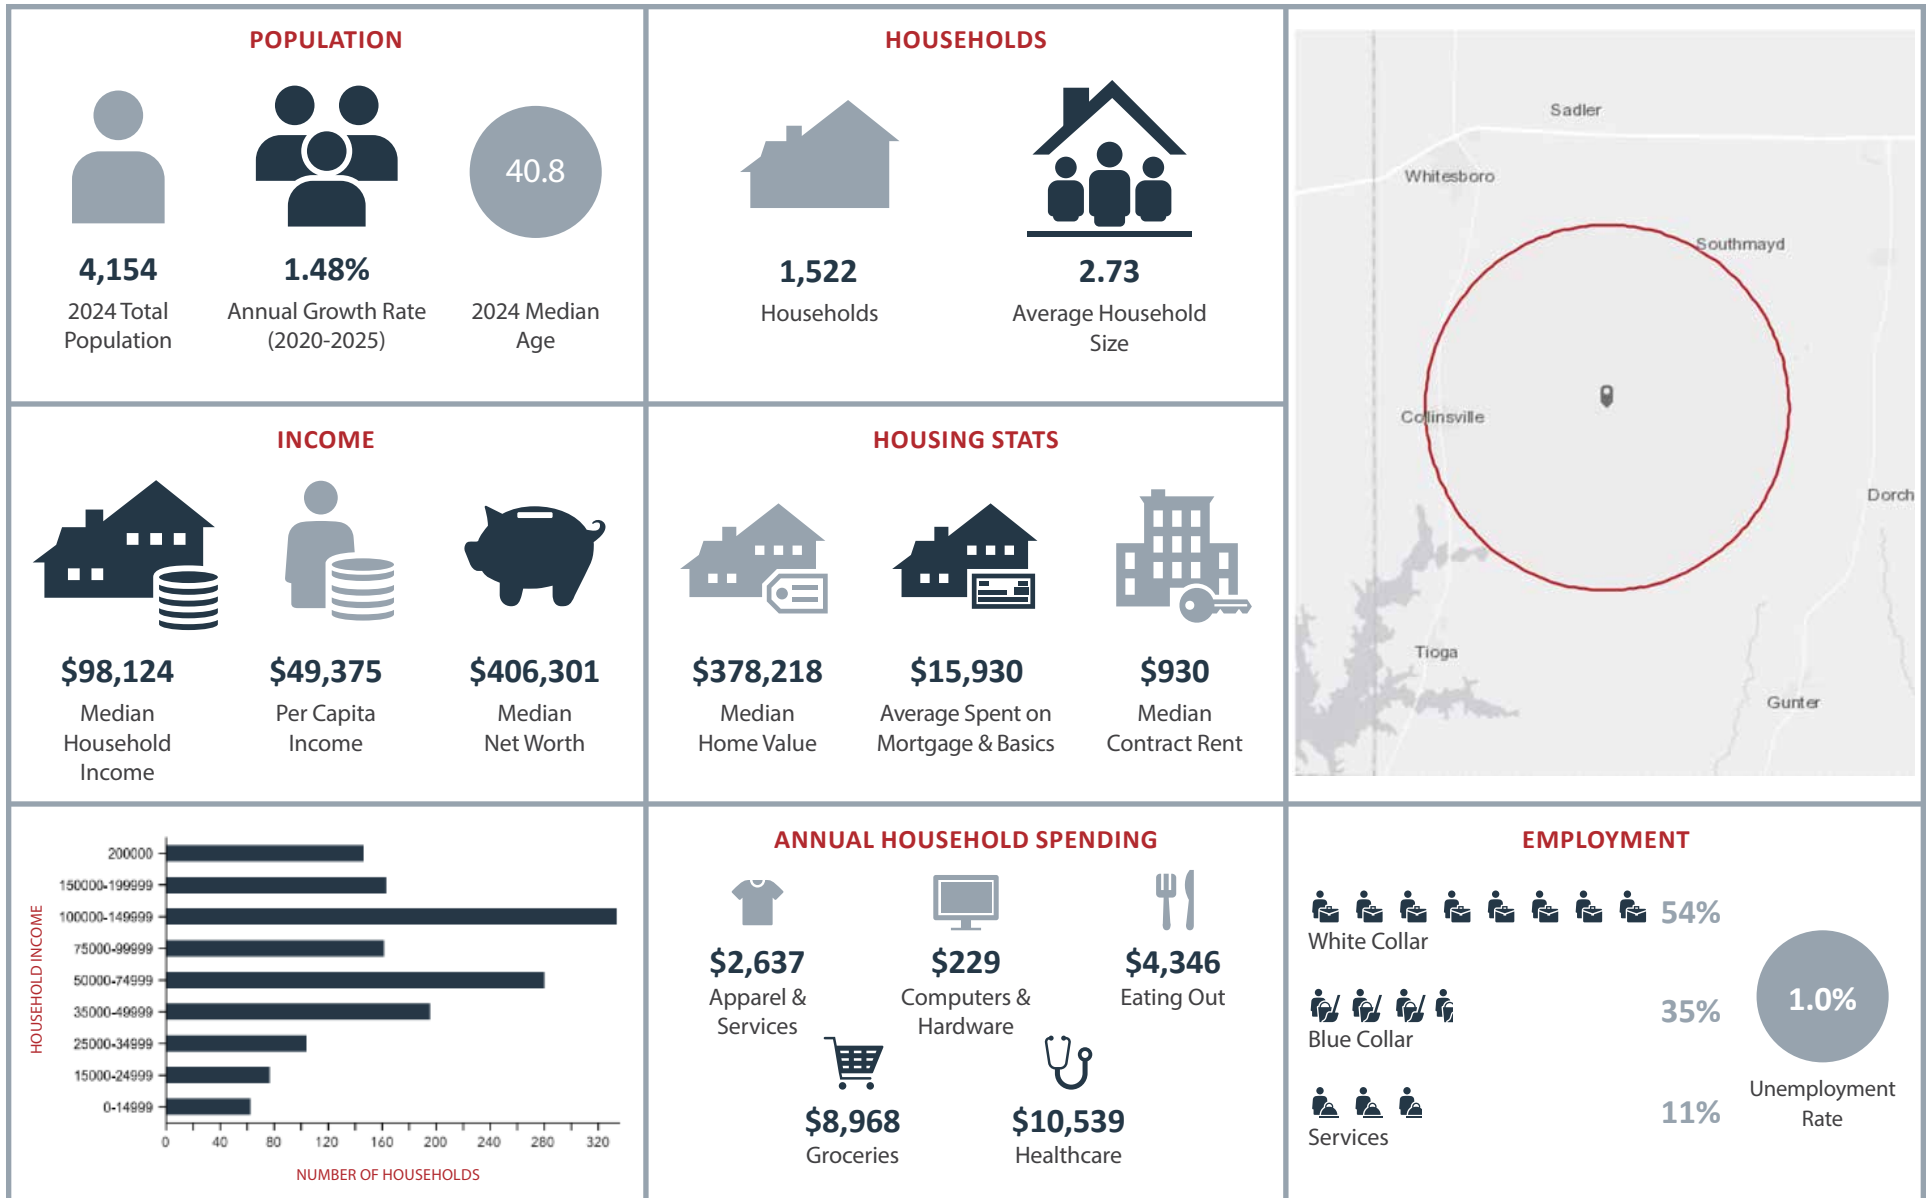 POPULATION
40.8
4,154
2024 Total
Population
1.48%
Annual Growth Rate
(2020-2025)
2024 Median
Age
HOUSEHOLDS
1,522
Households
2.73
Average Household
Size
Sadler
Whitesboro
Southmayd
Collinsville
Dorch
Tioga
Gunter
INCOME
$98,124
Median
Household
Income
$49,375
Per Capita
Income
$406,301
Median
Net Worth
HOUSING STATS
$378,218
Median
Home Value
$15,930
Average Spent on
Mortgage & Basics
$930
Median
Contract Rent
HOUSEHOLD INCOME
200000
150000-199999
100000-149999
75000-99999
50000-74999
35000-49999
25000-34999
15000-24999
0-14999
0 40 80 120 160 200 240 280 320
NUMBER OF HOUSEHOLDS
ANNUAL HOUSEHOLD SPENDING
$2,637
Apparel &
Services
$229
Computers &
Hardware
$4,346
Eating Out
$8,968
Groceries
$10,539
Healthcare
EMPLOYMENT
54%
White Collar
35%
Blue Collar
11%
Services
1.0%
Unemployment
Rate